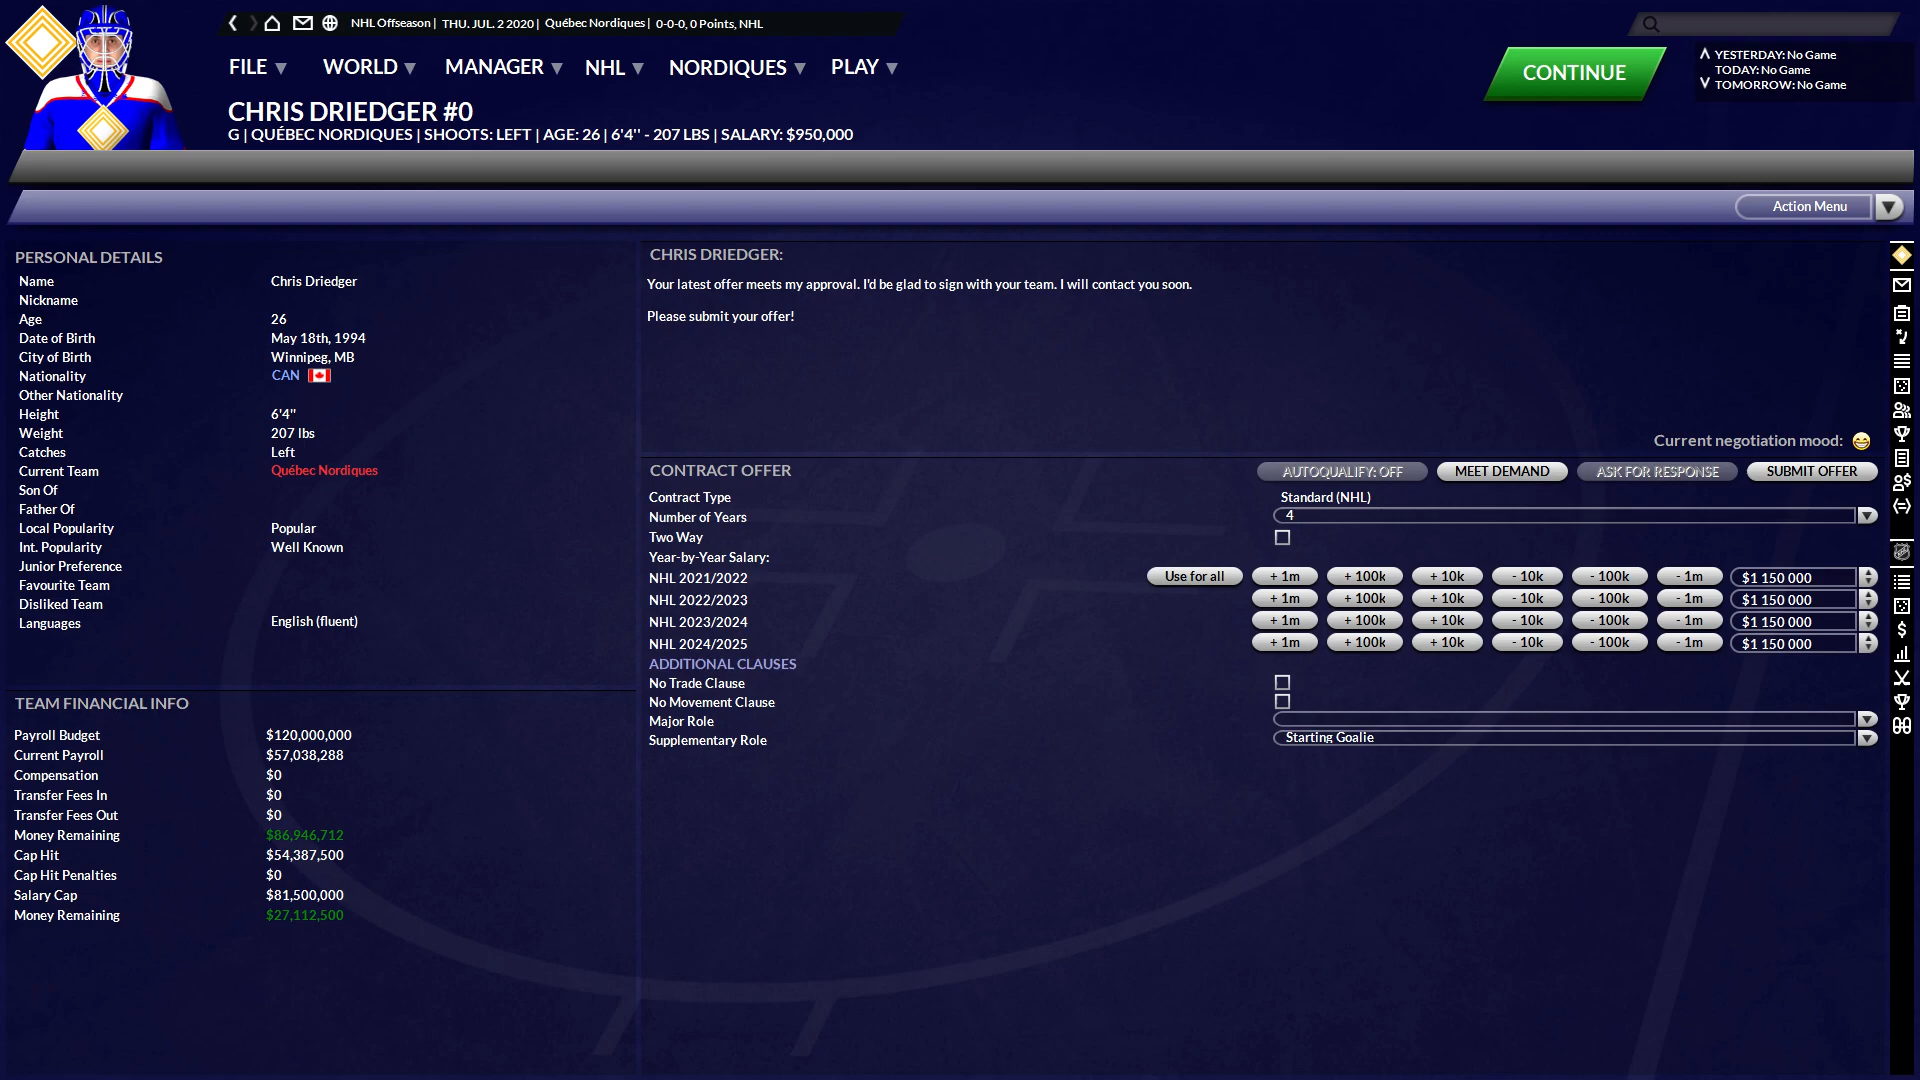 NHL Offseason | THU. JUL. 2 2020 | Québec Nordiques | 0-0-0, 0 Points, NHL
FILE WORLD MANAGER NHL NORDIQUES PLAY
CONTINUE
YESTERDAY: No Game
TODAY: No Game
TOMORROW: No Game
CHRIS DRIEDGER #0
G | QUÉBEC NORDIQUES | SHOOTS: LEFT | AGE: 26 | 6'4'' - 207 LBS | SALARY: $950,000
Action Menu
PERSONAL DETAILS
Name Chris Driedger
Nickname
Age 26
Date of Birth May 18th, 1994
City of Birth Winnipeg, MB
Nationality CAN
Other Nationality
Height 6'4''
Weight 207 lbs
Catches Left
Current Team Québec Nordiques
Son Of
Father Of
Local Popularity Popular
Int. Popularity Well Known
Junior Preference
Favourite Team
Disliked Team
Languages English (fluent)
TEAM FINANCIAL INFO
Payroll Budget $120,000,000
Current Payroll $57,038,288
Compensation $0
Transfer Fees In $0
Transfer Fees Out $0
Money Remaining $86,946,712
Cap Hit $54,387,500
Cap Hit Penalties $0
Salary Cap $81,500,000
Money Remaining $27,112,500
CHRIS DRIEDGER:
Your latest offer meets my approval. I'd be glad to sign with your team. I will contact you soon.
Please submit your offer!
Current negotiation mood:
CONTRACT OFFER AUTOQUALIFY: OFF MEET DEMAND ASK FOR RESPONSE SUBMIT OFFER
Contract Type Standard (NHL)
Number of Years 4
Two Way
Year-by-Year Salary:
NHL 2021/2022 Use for all + 1m + 100k + 10k - 10k - 100k - 1m $1 150 000
NHL 2022/2023 + 1m + 100k + 10k - 10k - 100k - 1m $1 150 000
NHL 2023/2024 + 1m + 100k + 10k - 10k - 100k - 1m $1 150 000
NHL 2024/2025 + 1m + 100k + 10k - 10k - 100k - 1m $1 150 000
ADDITIONAL CLAUSES
No Trade Clause
No Movement Clause
Major Role
Supplementary Role Starting Goalie